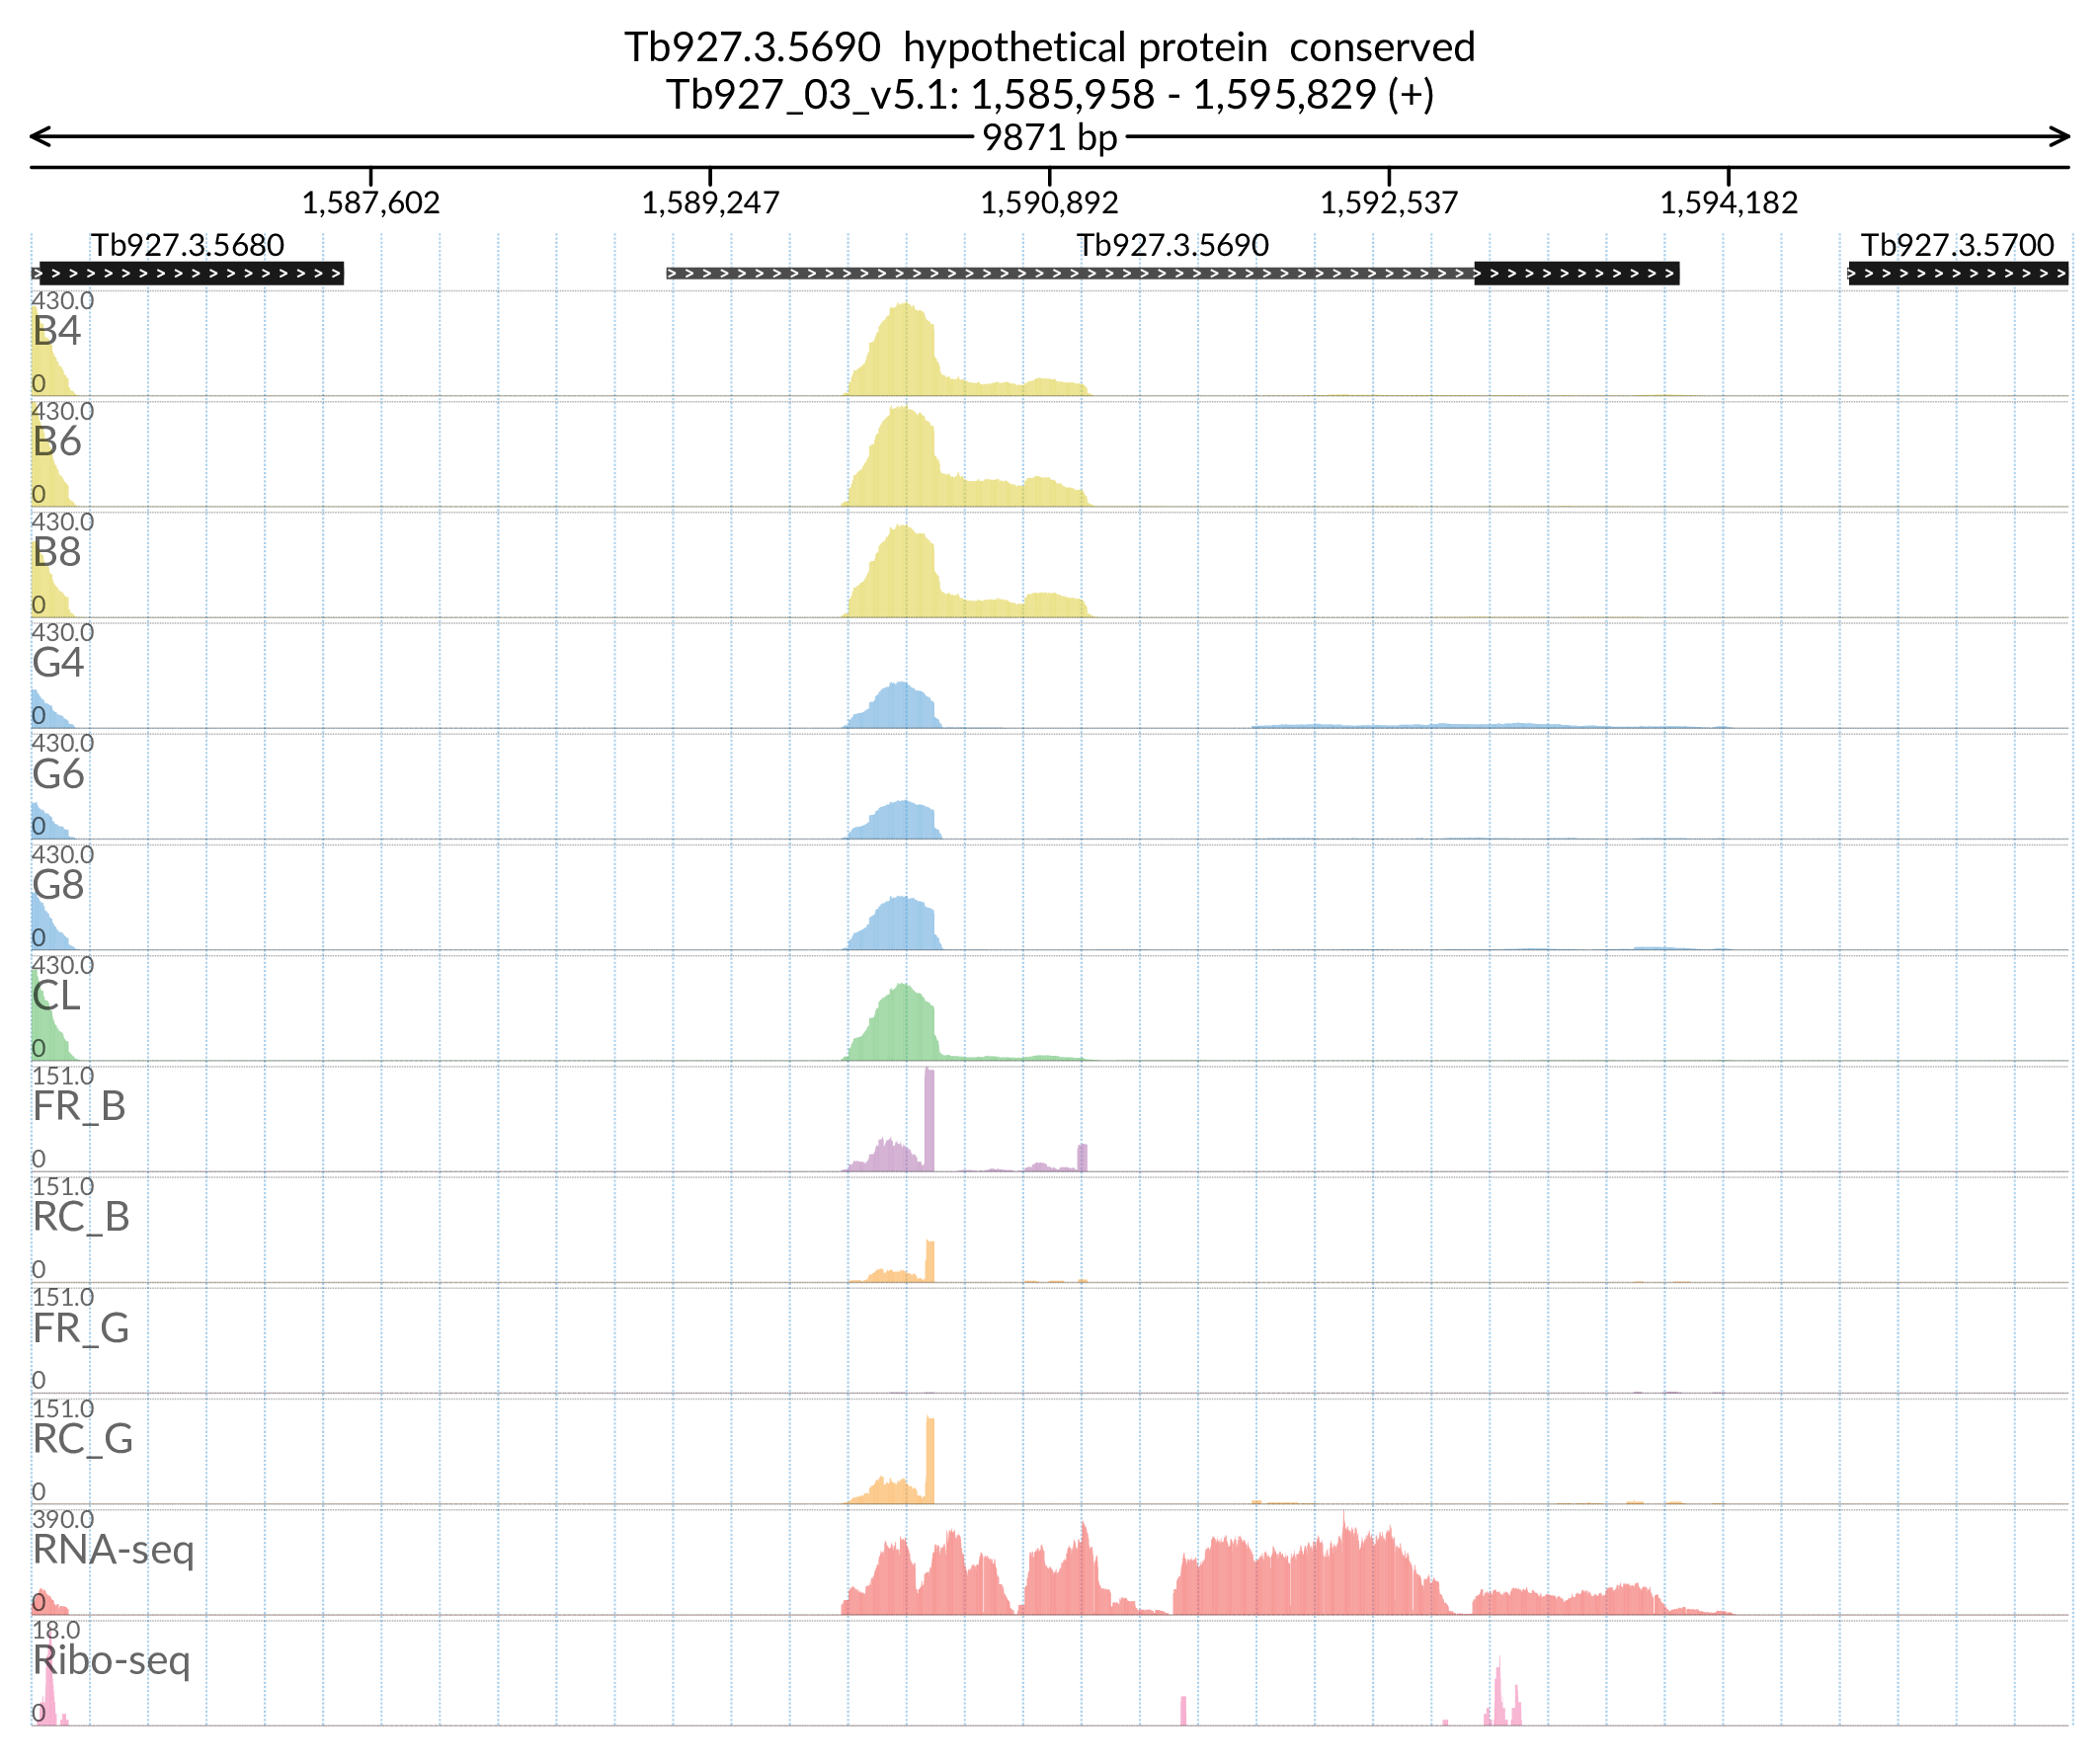 Tb927.3.5690  hypothetical protein  conserved
Tb927_03_v5.1: 1,585,958 - 1,595,829 (+)
9871 bp
1,587,602 1,589,247 1,590,892 1,592,537 1,594,182
Tb927.3.5680 Tb927.3.5690 Tb927.3.5700
430.0
B4
0
430.0
B6
0
430.0
B8
0
430.0
G4
0
430.0
G6
0
430.0
G8
0
430.0
CL
0
151.0
FR_B
0
151.0
RC_B
0
151.0
FR_G
0
151.0
RC_G
0
390.0
RNA-seq
0
18.0
Ribo-seq
0